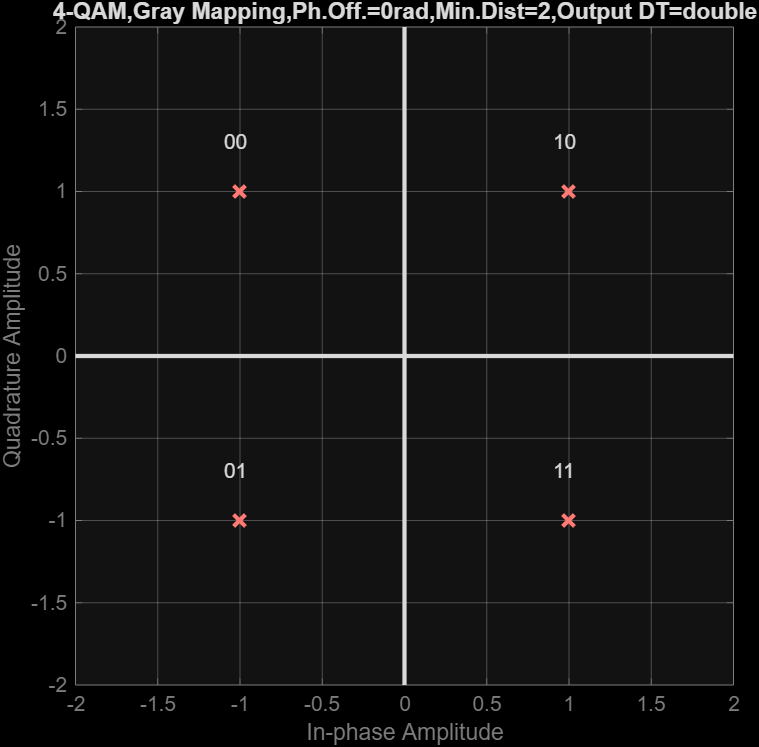 4-QAM,Gray Mapping,Ph.Off.=0rad,Min.Dist=2,Output DT=double
2
1.5
00 10
1
0.5
0
-0.5
01 11
-1
-1.5
-2
-2 -1.5 -1 -0.5 0 0.5 1 1.5 2
In-phase Amplitude
Quadrature Amplitude